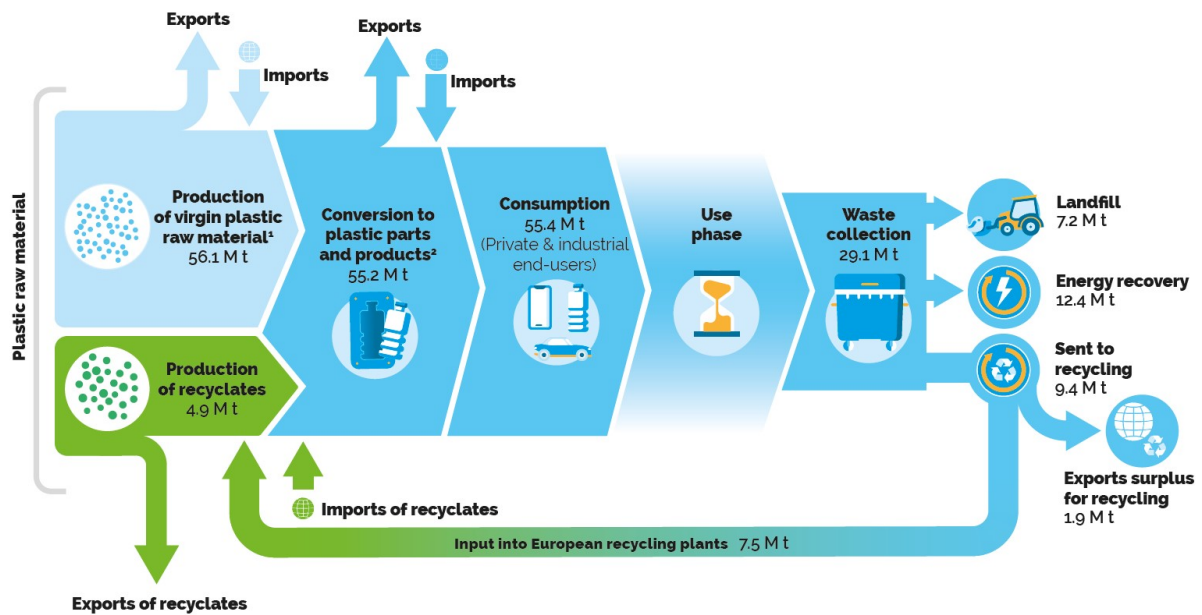 Exports
Imports
Exports
Imports
Plastic raw material
Production
of virgin plastic
raw material¹
56.1 M t
Conversion to
plastic parts
and products²
55.2 M t
Consumption
55.4 M t
(Private & industrial
end-users)
Use
phase
Waste
collection
29.1 M t
Landfill
7.2 M t
Energy recovery
12.4 M t
Sent to
recycling
9.4 M t
Production
of recyclates
4.9 M t
Exports surplus
for recycling
1.9 M t
Imports of recyclates
Input into European recycling plants 7.5 M t
Exports of recyclates